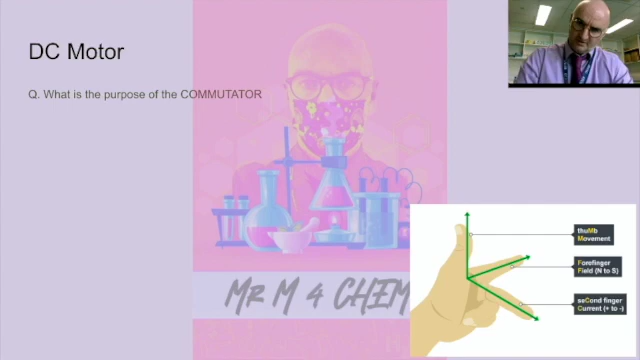 DC Motor
Q. What is the purpose of the COMMUTATOR
thuMb
Movement
Forefinger
Field (N to S)
seCond finger
Current (+ to -)
MR M 4 CHEM